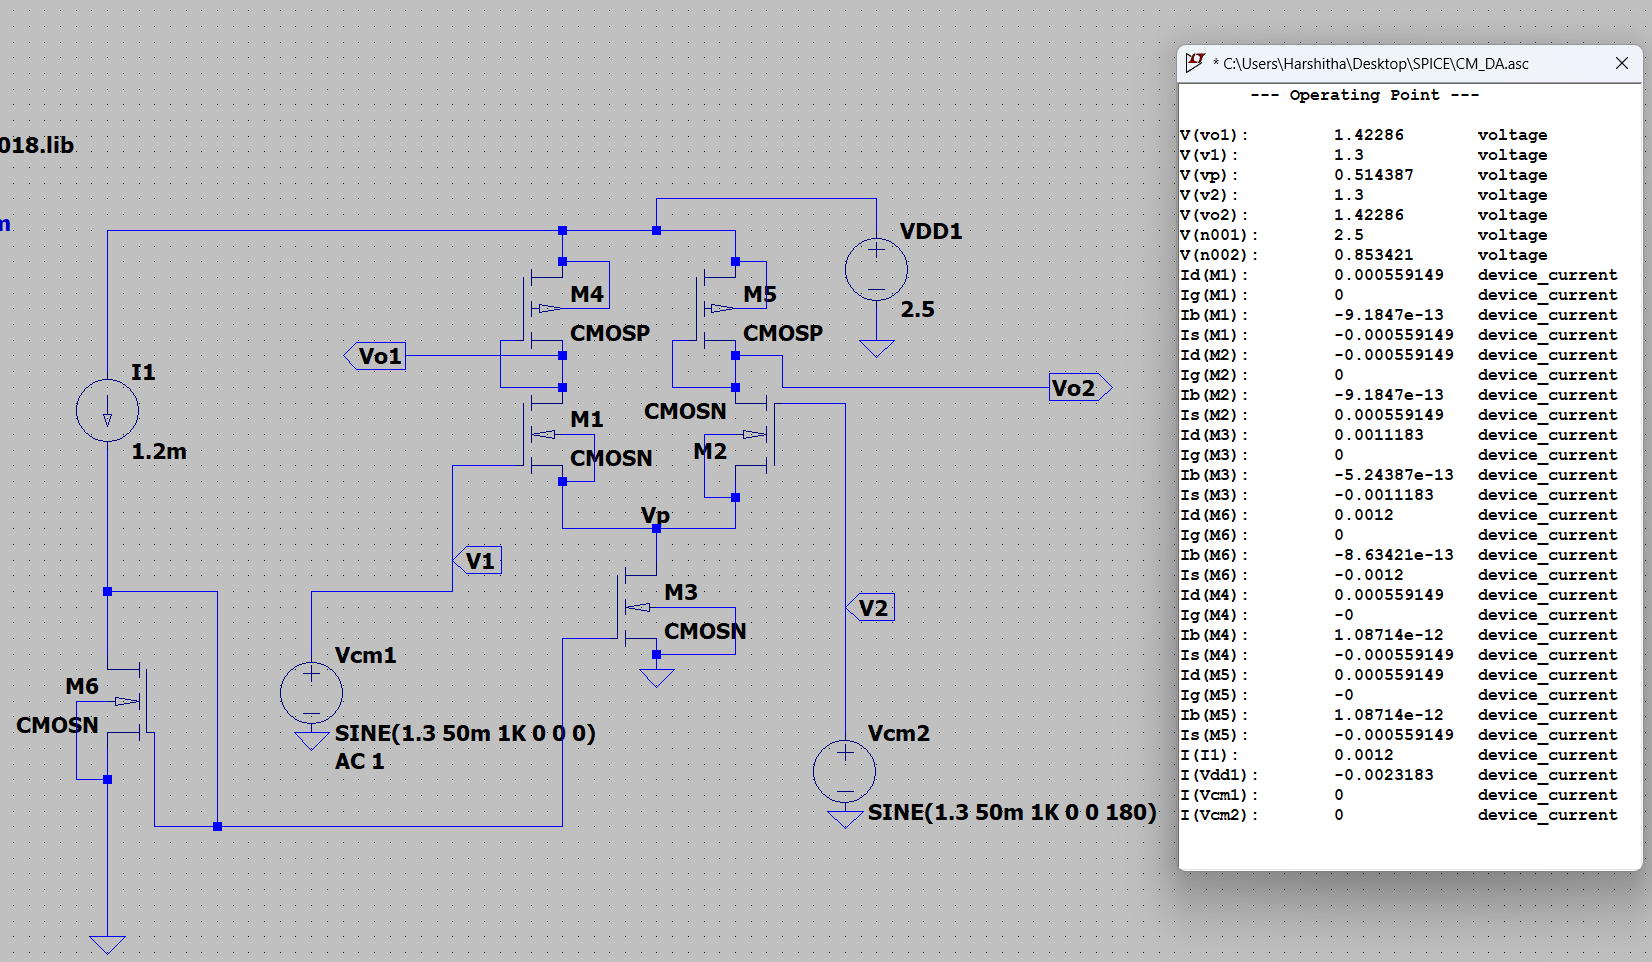 018.lib
m
I1
1.2m
M6
CMOSN
Vcm1
SINE(1.3 50m 1K 0 0 0)
AC 1
Vo1
V1
M4
CMOSP
M1
CMOSN
M5
CMOSP
CMOSN
M2
Vp
M3
CMOSN
VDD1
2.5
Vo2
V2
Vcm2
SINE(1.3 50m 1K 0 0 180)
* C:\Users\Harshitha\Desktop\SPICE\CM_DA.asc
--- Operating Point ---
V(vo1): 1.42286 voltage
V(v1): 1.3 voltage
V(vp): 0.514387 voltage
V(v2): 1.3 voltage
V(vo2): 1.42286 voltage
V(n001): 2.5 voltage
V(n002): 0.853421 voltage
Id(M1): 0.000559149 device_current
Ig(M1): 0 device_current
Ib(M1): -9.1847e-13 device_current
Is(M1): -0.000559149 device_current
Id(M2): -0.000559149 device_current
Ig(M2): 0 device_current
Ib(M2): -9.1847e-13 device_current
Is(M2): 0.000559149 device_current
Id(M3): 0.0011183 device_current
Ig(M3): 0 device_current
Ib(M3): -5.24387e-13 device_current
Is(M3): -0.0011183 device_current
Id(M6): 0.0012 device_current
Ig(M6): 0 device_current
Ib(M6): -8.63421e-13 device_current
Is(M6): -0.0012 device_current
Id(M4): 0.000559149 device_current
Ig(M4): -0 device_current
Ib(M4): 1.08714e-12 device_current
Is(M4): -0.000559149 device_current
Id(M5): 0.000559149 device_current
Ig(M5): -0 device_current
Ib(M5): 1.08714e-12 device_current
Is(M5): -0.000559149 device_current
I(I1): 0.0012 device_current
I(Vdd1): -0.0023183 device_current
I(Vcm1): 0 device_current
I(Vcm2): 0 device_current